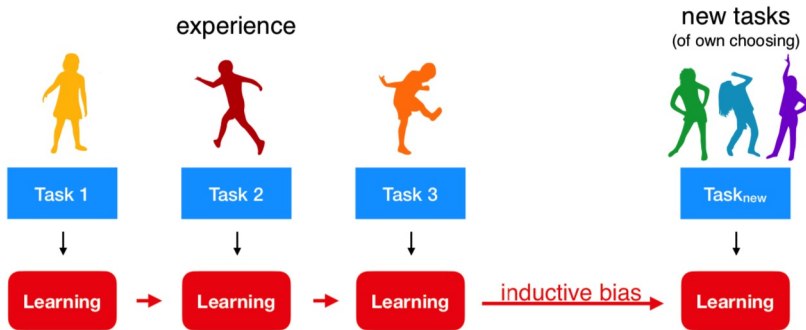 experience
new tasks
(of own choosing)
Task 1
Task 2
Task 3
Tasknew
Learning
Learning
Learning
inductive bias
Learning